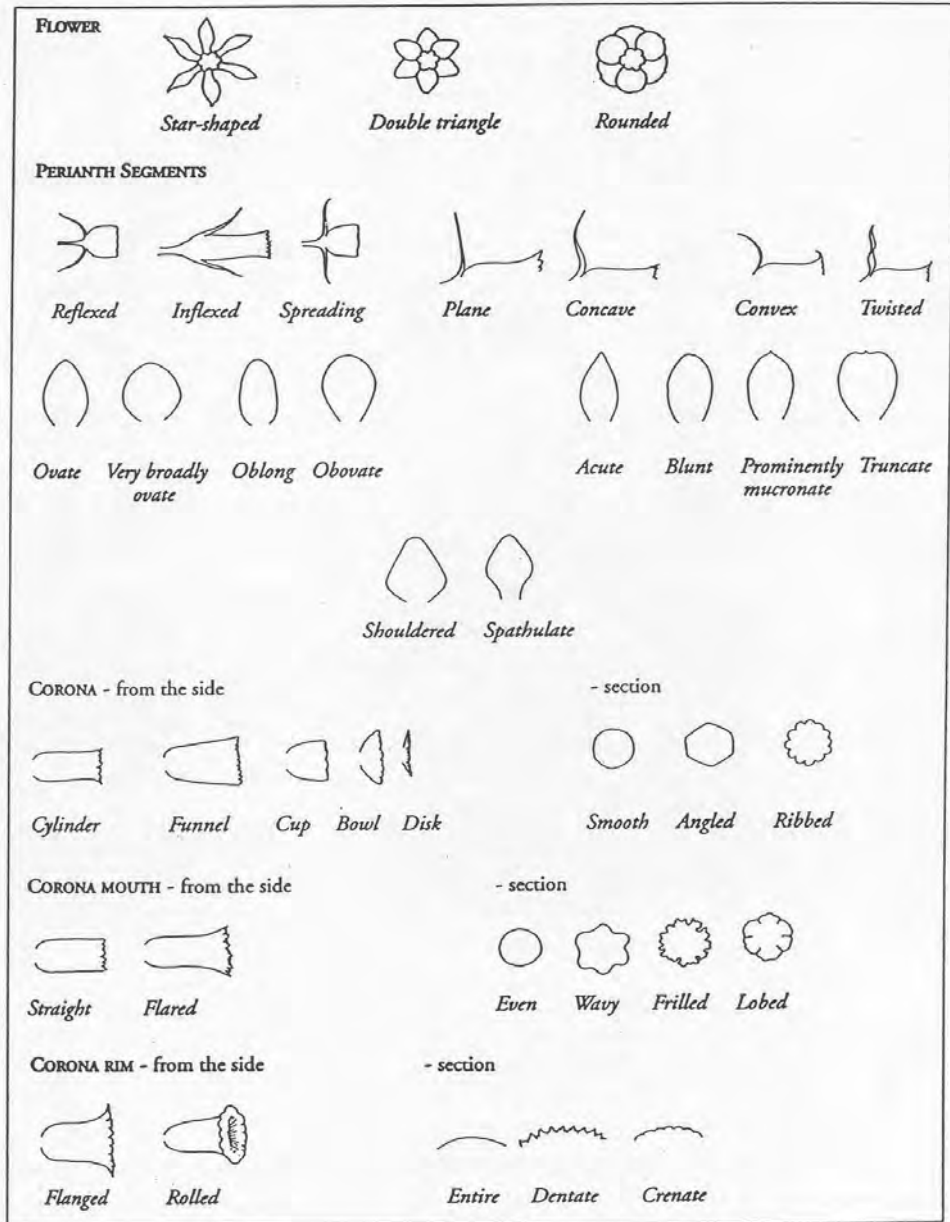 FLOWER
Star-shaped Double triangle Rounded
PERIANTH SEGMENTS
Reflexed Inflexed Spreading Plane Concave Convex Twisted
Ovate Very broadly ovate Oblong Obovate Acute Blunt Prominently mucronate Truncate
Shouldered Spathulate
CORONA - from the side - section
Cylinder Funnel Cup Bowl Disk Smooth Angled Ribbed
CORONA MOUTH - from the side - section
Straight Flared Even Wavy Frilled Lobed
CORONA RIM - from the side - section
Flanged Rolled Entire Dentate Crenate